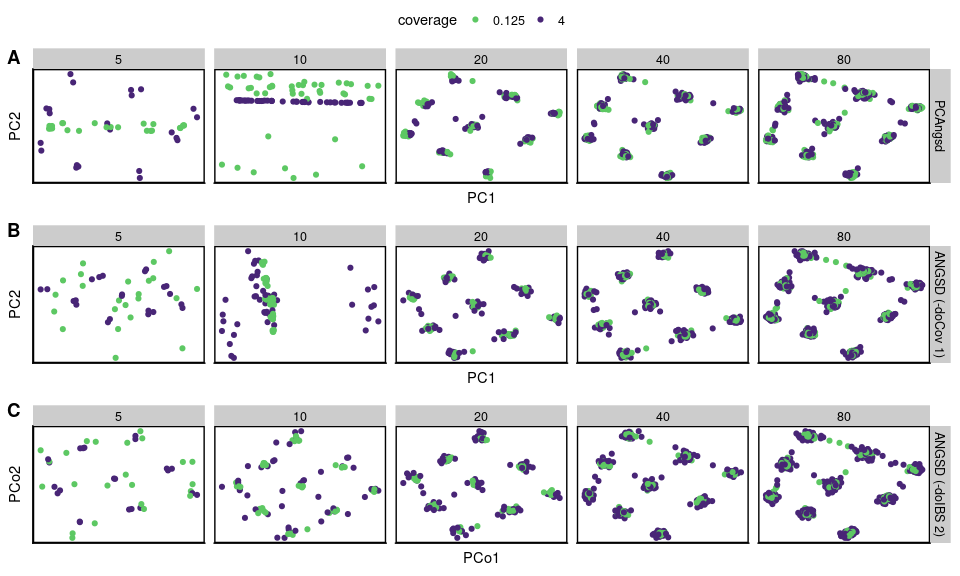 coverage 0.125 4
A
5 10 20 40 80
PC2
PCAngsd
PC1
B
5 10 20 40 80
PC2
ANGSD (-doCov 1)
PC1
C
5 10 20 40 80
PCo2
ANGSD (-doIBS 2)
PCo1